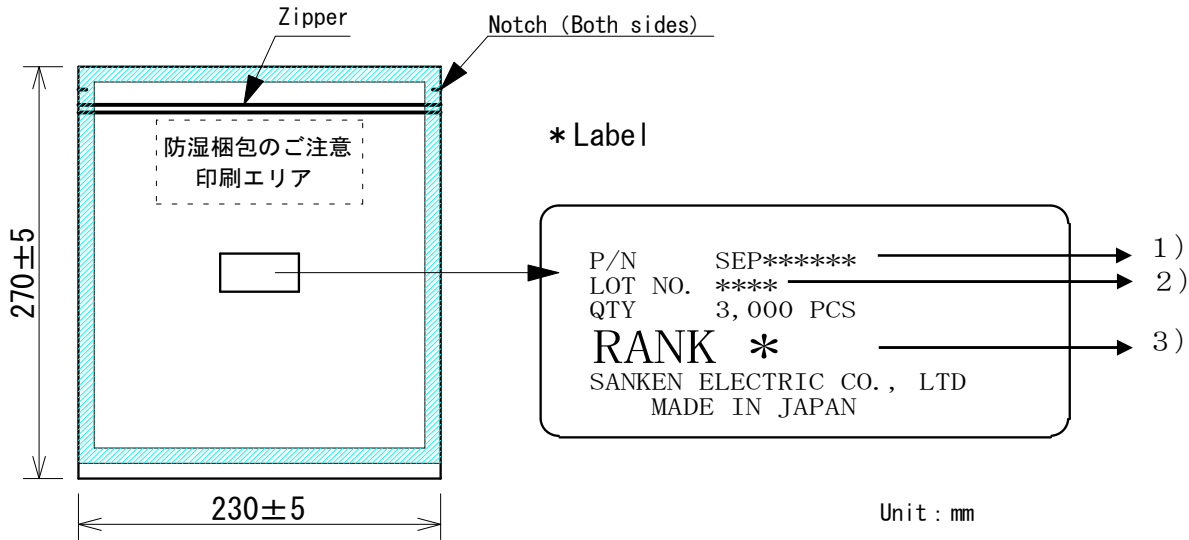 Zipper
Notch (Both sides)
防湿梱包のご注意
印刷エリア
270±5
230±5
*Label
P/N SEP****** 1)
LOT NO. **** 2)
QTY 3,000 PCS
RANK * 3)
SANKEN ELECTRIC CO., LTD
MADE IN JAPAN
Unit : mm